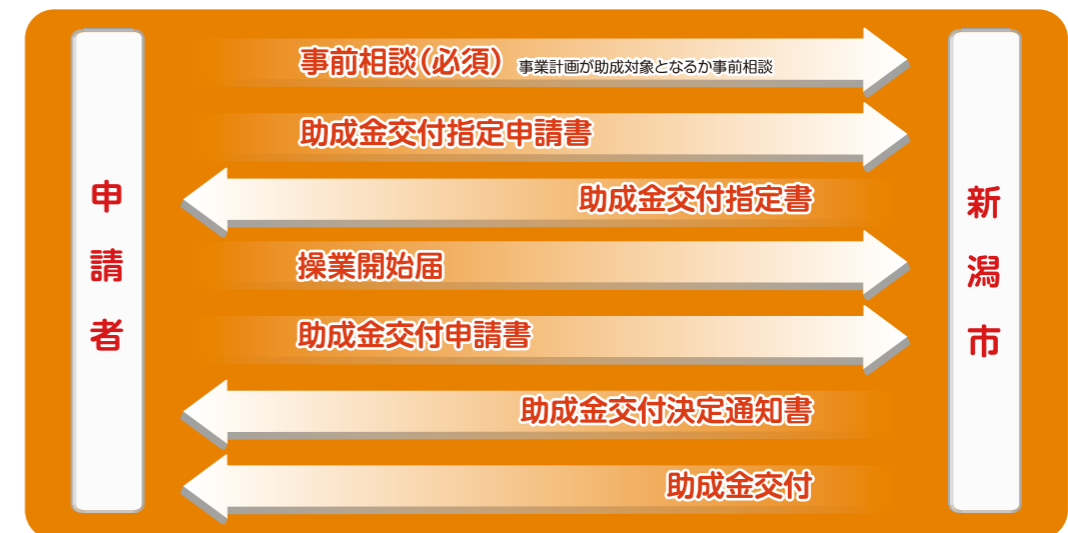 申請者
事前相談(必須) 事業計画が助成対象となるか事前相談
助成金交付指定申請書
助成金交付指定書
操業開始届
助成金交付申請書
助成金交付決定通知書
助成金交付
新潟市